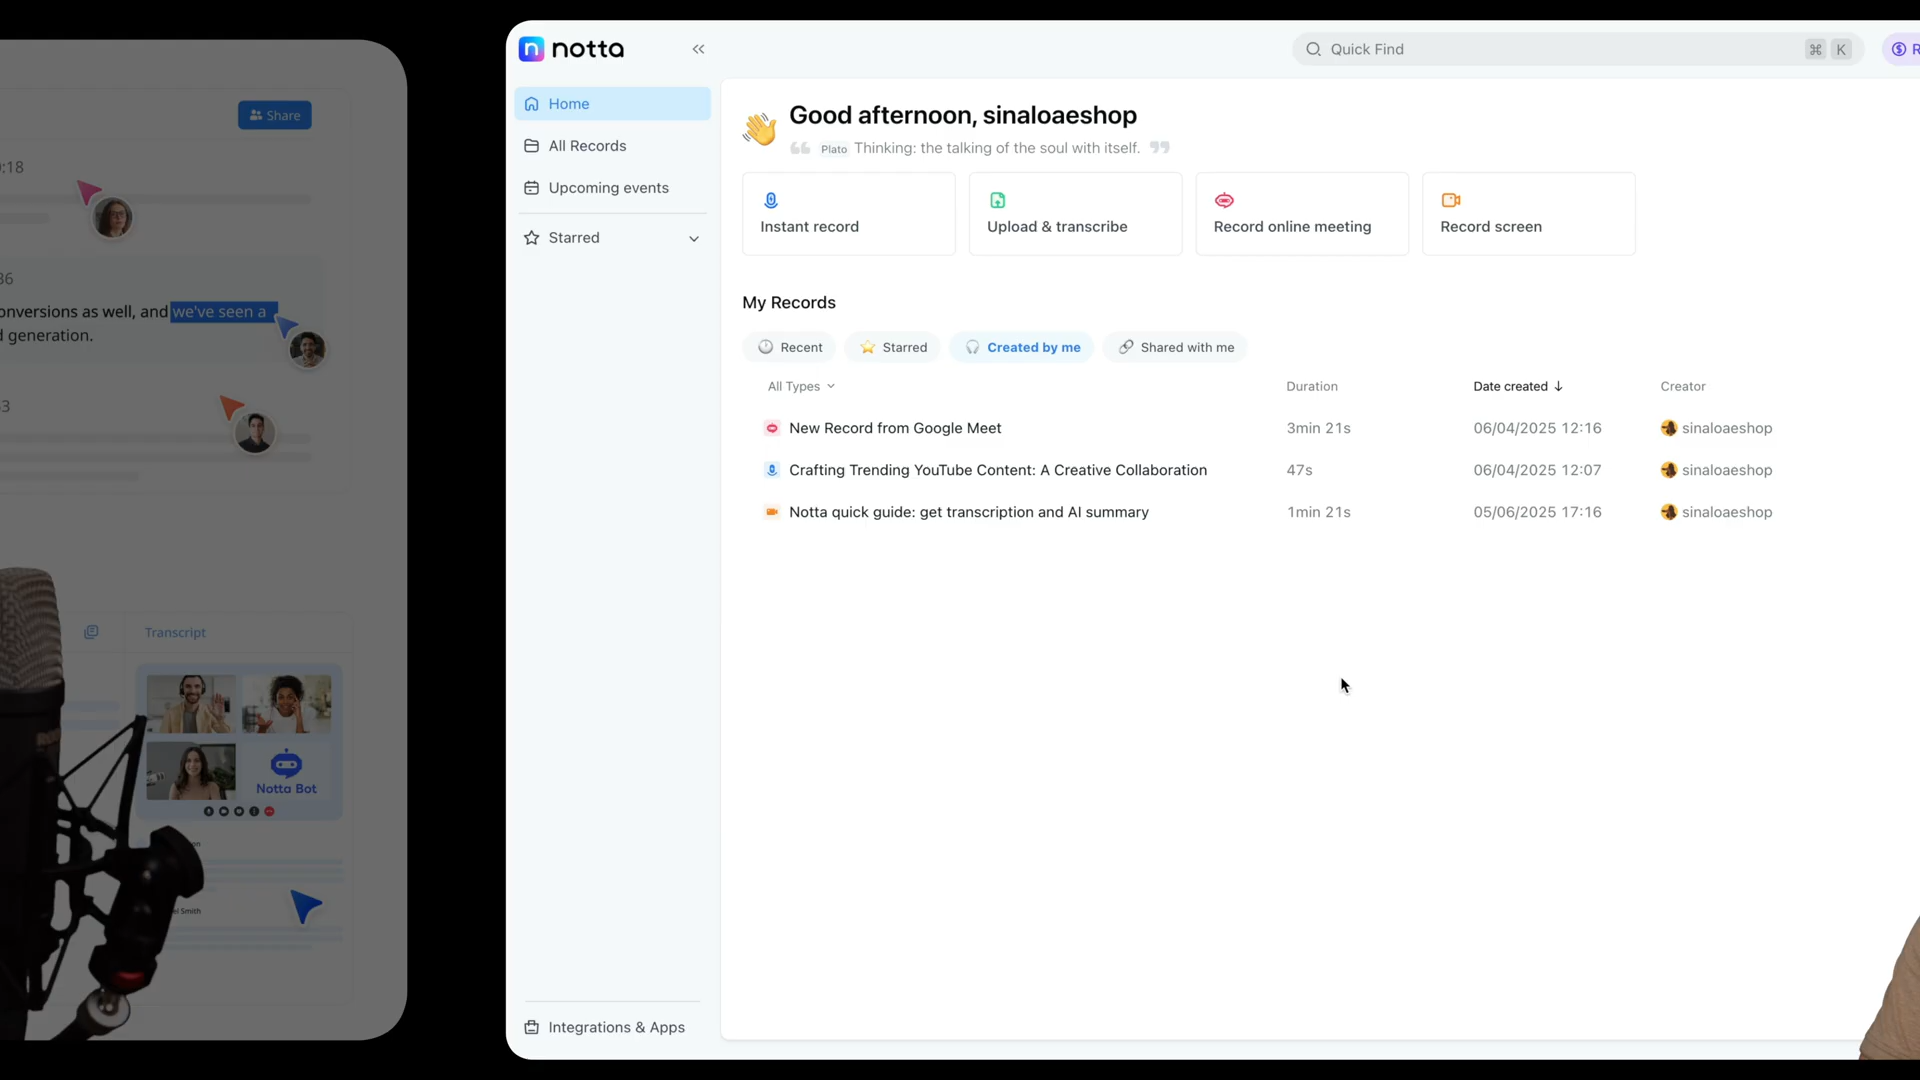 Share
:18
36
onversions as well, and we've seen a
d generation.
53
Transcript
Notta Bot
el Smith
notta
Quick Find
⌘ K
Home
All Records
Upcoming events
Starred
Integrations & Apps
Good afternoon, sinaloaeshop
Plato Thinking: the talking of the soul with itself.
Instant record
Upload & transcribe
Record online meeting
Record screen
My Records
Recent
Starred
Created by me
Shared with me
All Types Duration Date created ↓ Creator
New Record from Google Meet 3min 21s 06/04/2025 12:16 sinaloaeshop
Crafting Trending YouTube Content: A Creative Collaboration 47s 06/04/2025 12:07 sinaloaeshop
Notta quick guide: get transcription and AI summary 1min 21s 05/06/2025 17:16 sinaloaeshop